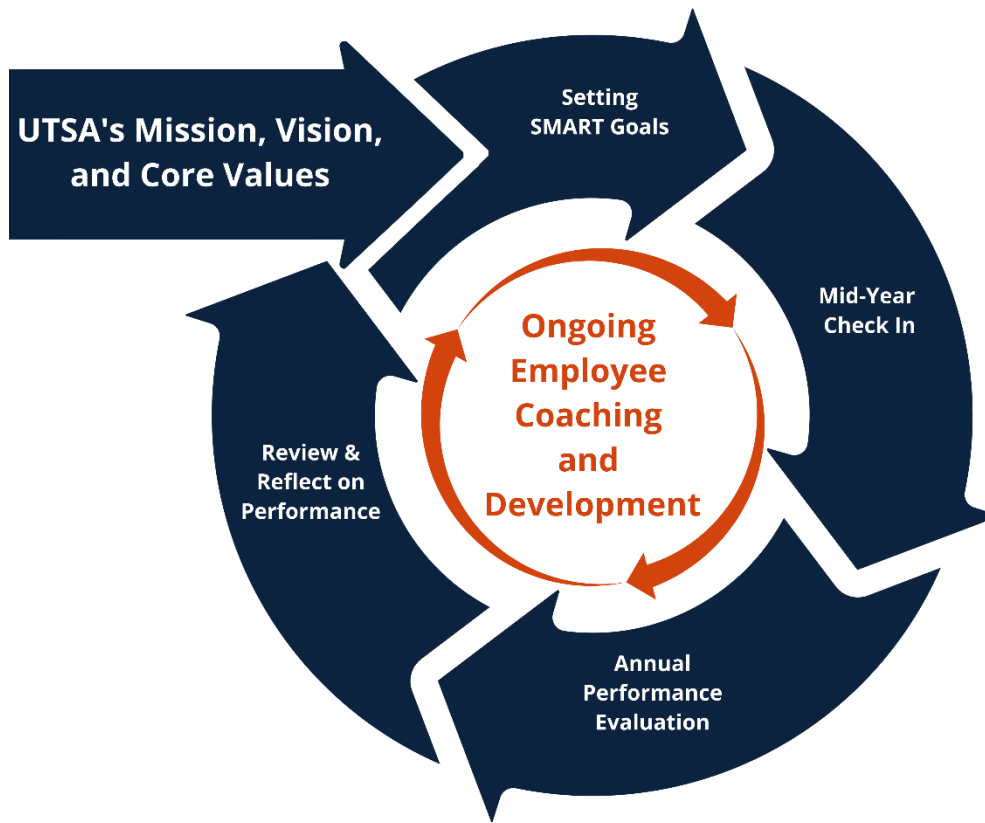 UTSA's Mission, Vision,
and Core Values
Setting
SMART Goals
Mid-Year
Check In
Annual
Performance
Evaluation
Review &
Reflect on
Performance
Ongoing
Employee
Coaching
and
Development